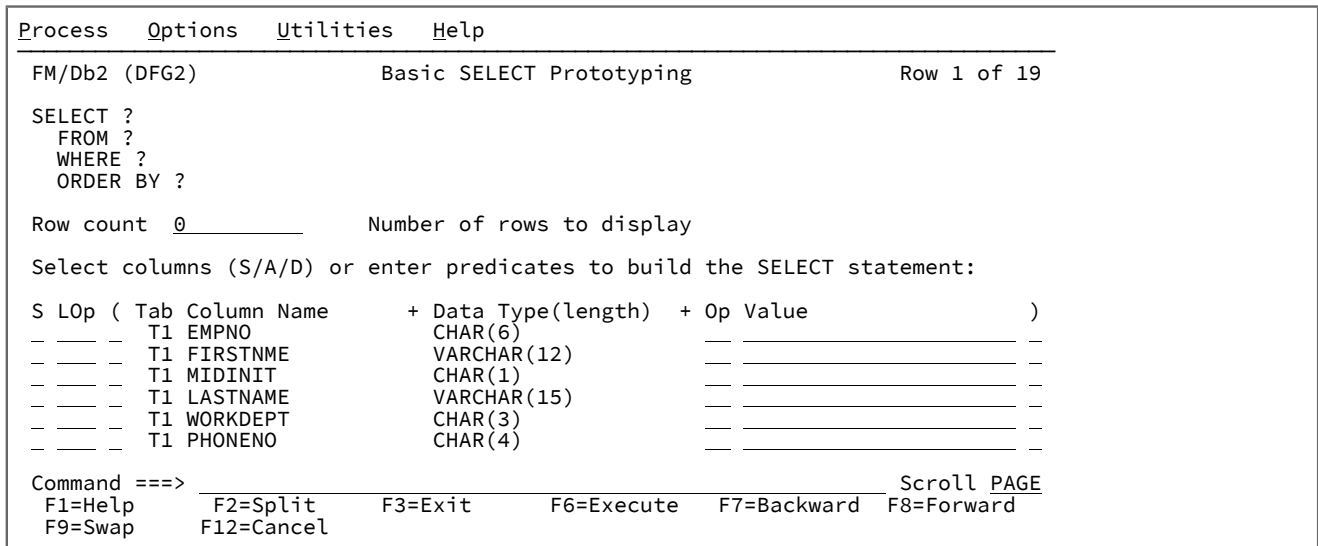 Process Options Utilities Help
FM/Db2 (DFG2) Basic SELECT Prototyping Row 1 of 19
SELECT ?
FROM ?
WHERE ?
ORDER BY ?
Row count 0 Number of rows to display
Select columns (S/A/D) or enter predicates to build the SELECT statement:
S LOp ( Tab Column Name + Data Type(length) + Op Value )
T1 EMPNO CHAR(6)
T1 FIRSTNME VARCHAR(12)
T1 MIDINIT CHAR(1)
T1 LASTNAME VARCHAR(15)
T1 WORKDEPT CHAR(3)
T1 PHONENO CHAR(4)
Command ===> Scroll PAGE
F1=Help F2=Split F3=Exit F6=Execute F7=Backward F8=Forward
F9=Swap F12=Cancel